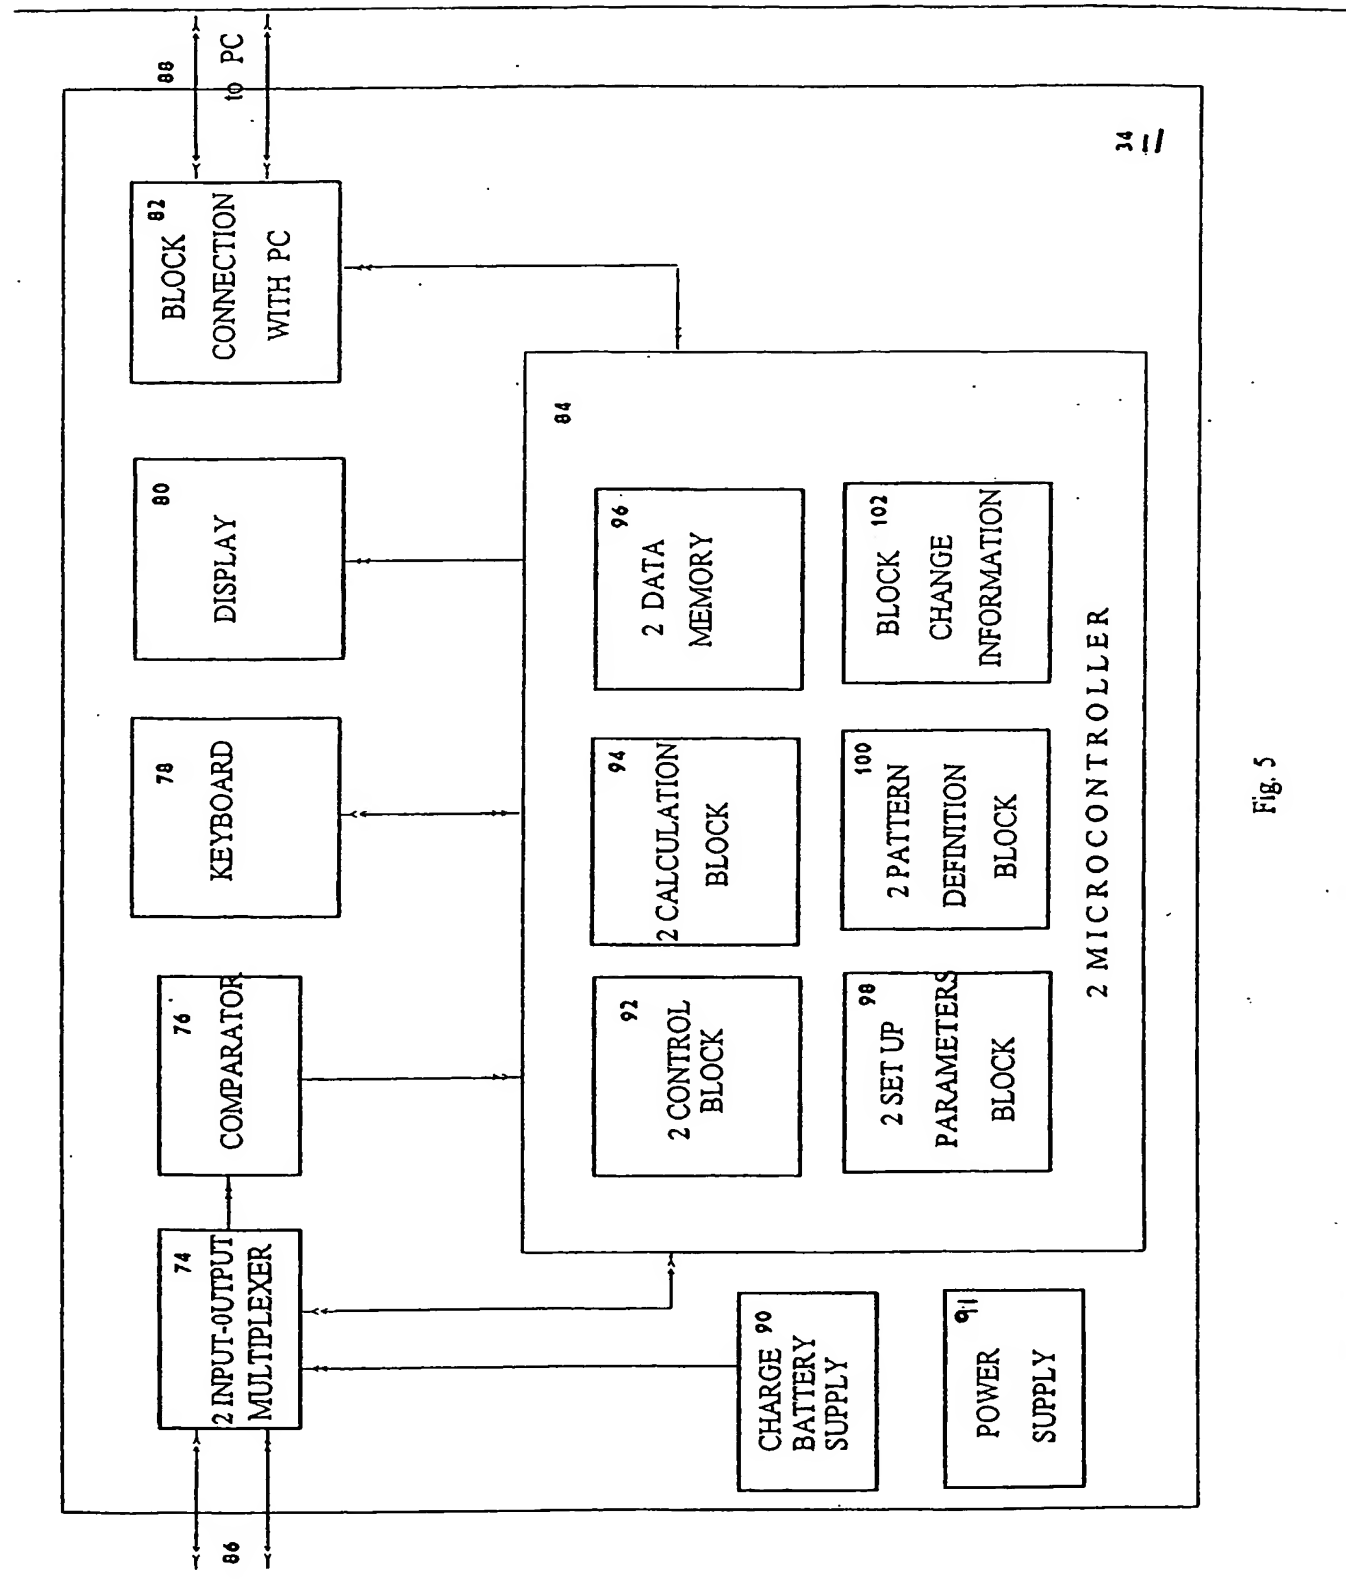 86
74
2 INPUT-0UTPUT
MULTIPLEXER
76
COMPARATOR
78
KEYBOARD
80
DISPLAY
BLOCK 82
CONNECTION
WITH PC
88
to PC
84
92
2 CONTROL
BLOCK
94
2 CALCULATION
BLOCK
96
2 DATA
MEMORY
98
2 SET UP
PARAMETERS
BLOCK
100
2 PATTERN
DEFINITION
BLOCK
BLOCK 102
CHANGE
INFORMATION
2 MICROCONTROLLER
CHARGE 90
BATTERY
SUPPLY
91
POWER
SUPPLY
34 11
Fig. 5